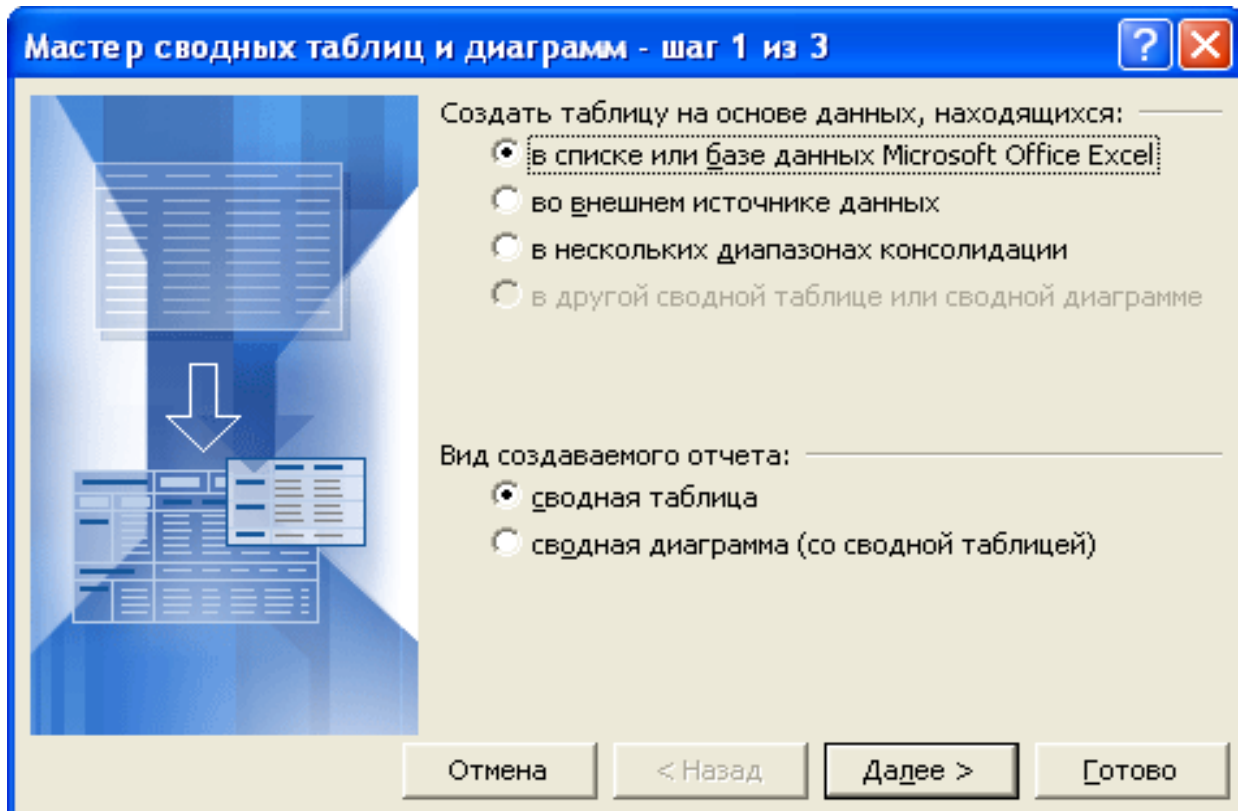 Мастер сводных таблиц и диаграмм - шаг 1 из 3
Создать таблицу на основе данных, находящихся:
в списке или базе данных Microsoft Office Excel
во внешнем источнике данных
в нескольких диапазонах консолидации
в другой сводной таблице или сводной диаграмме
Вид создаваемого отчета:
сводная таблица
сводная диаграмма (со сводной таблицей)
Отмена < Назад Далее > Готово